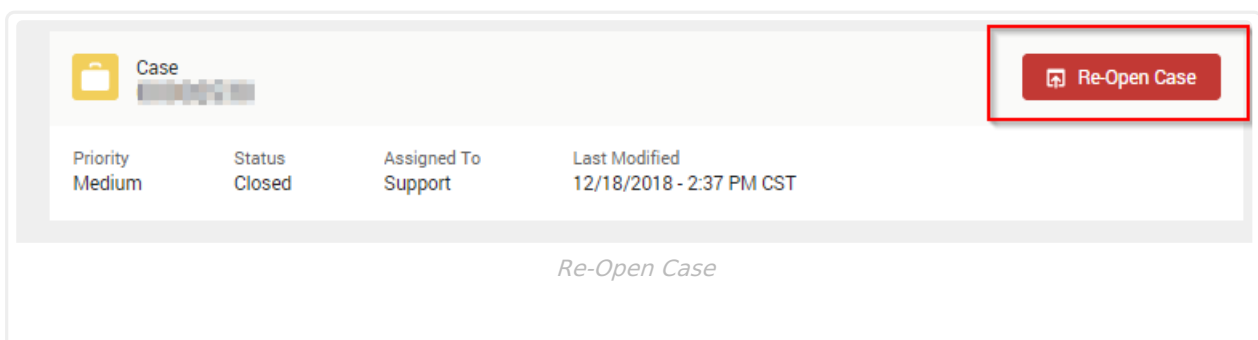 Case
Re-Open Case
Priority Status Assigned To Last Modified
Medium Closed Support 12/18/2018 - 2:37 PM CST
Re-Open Case